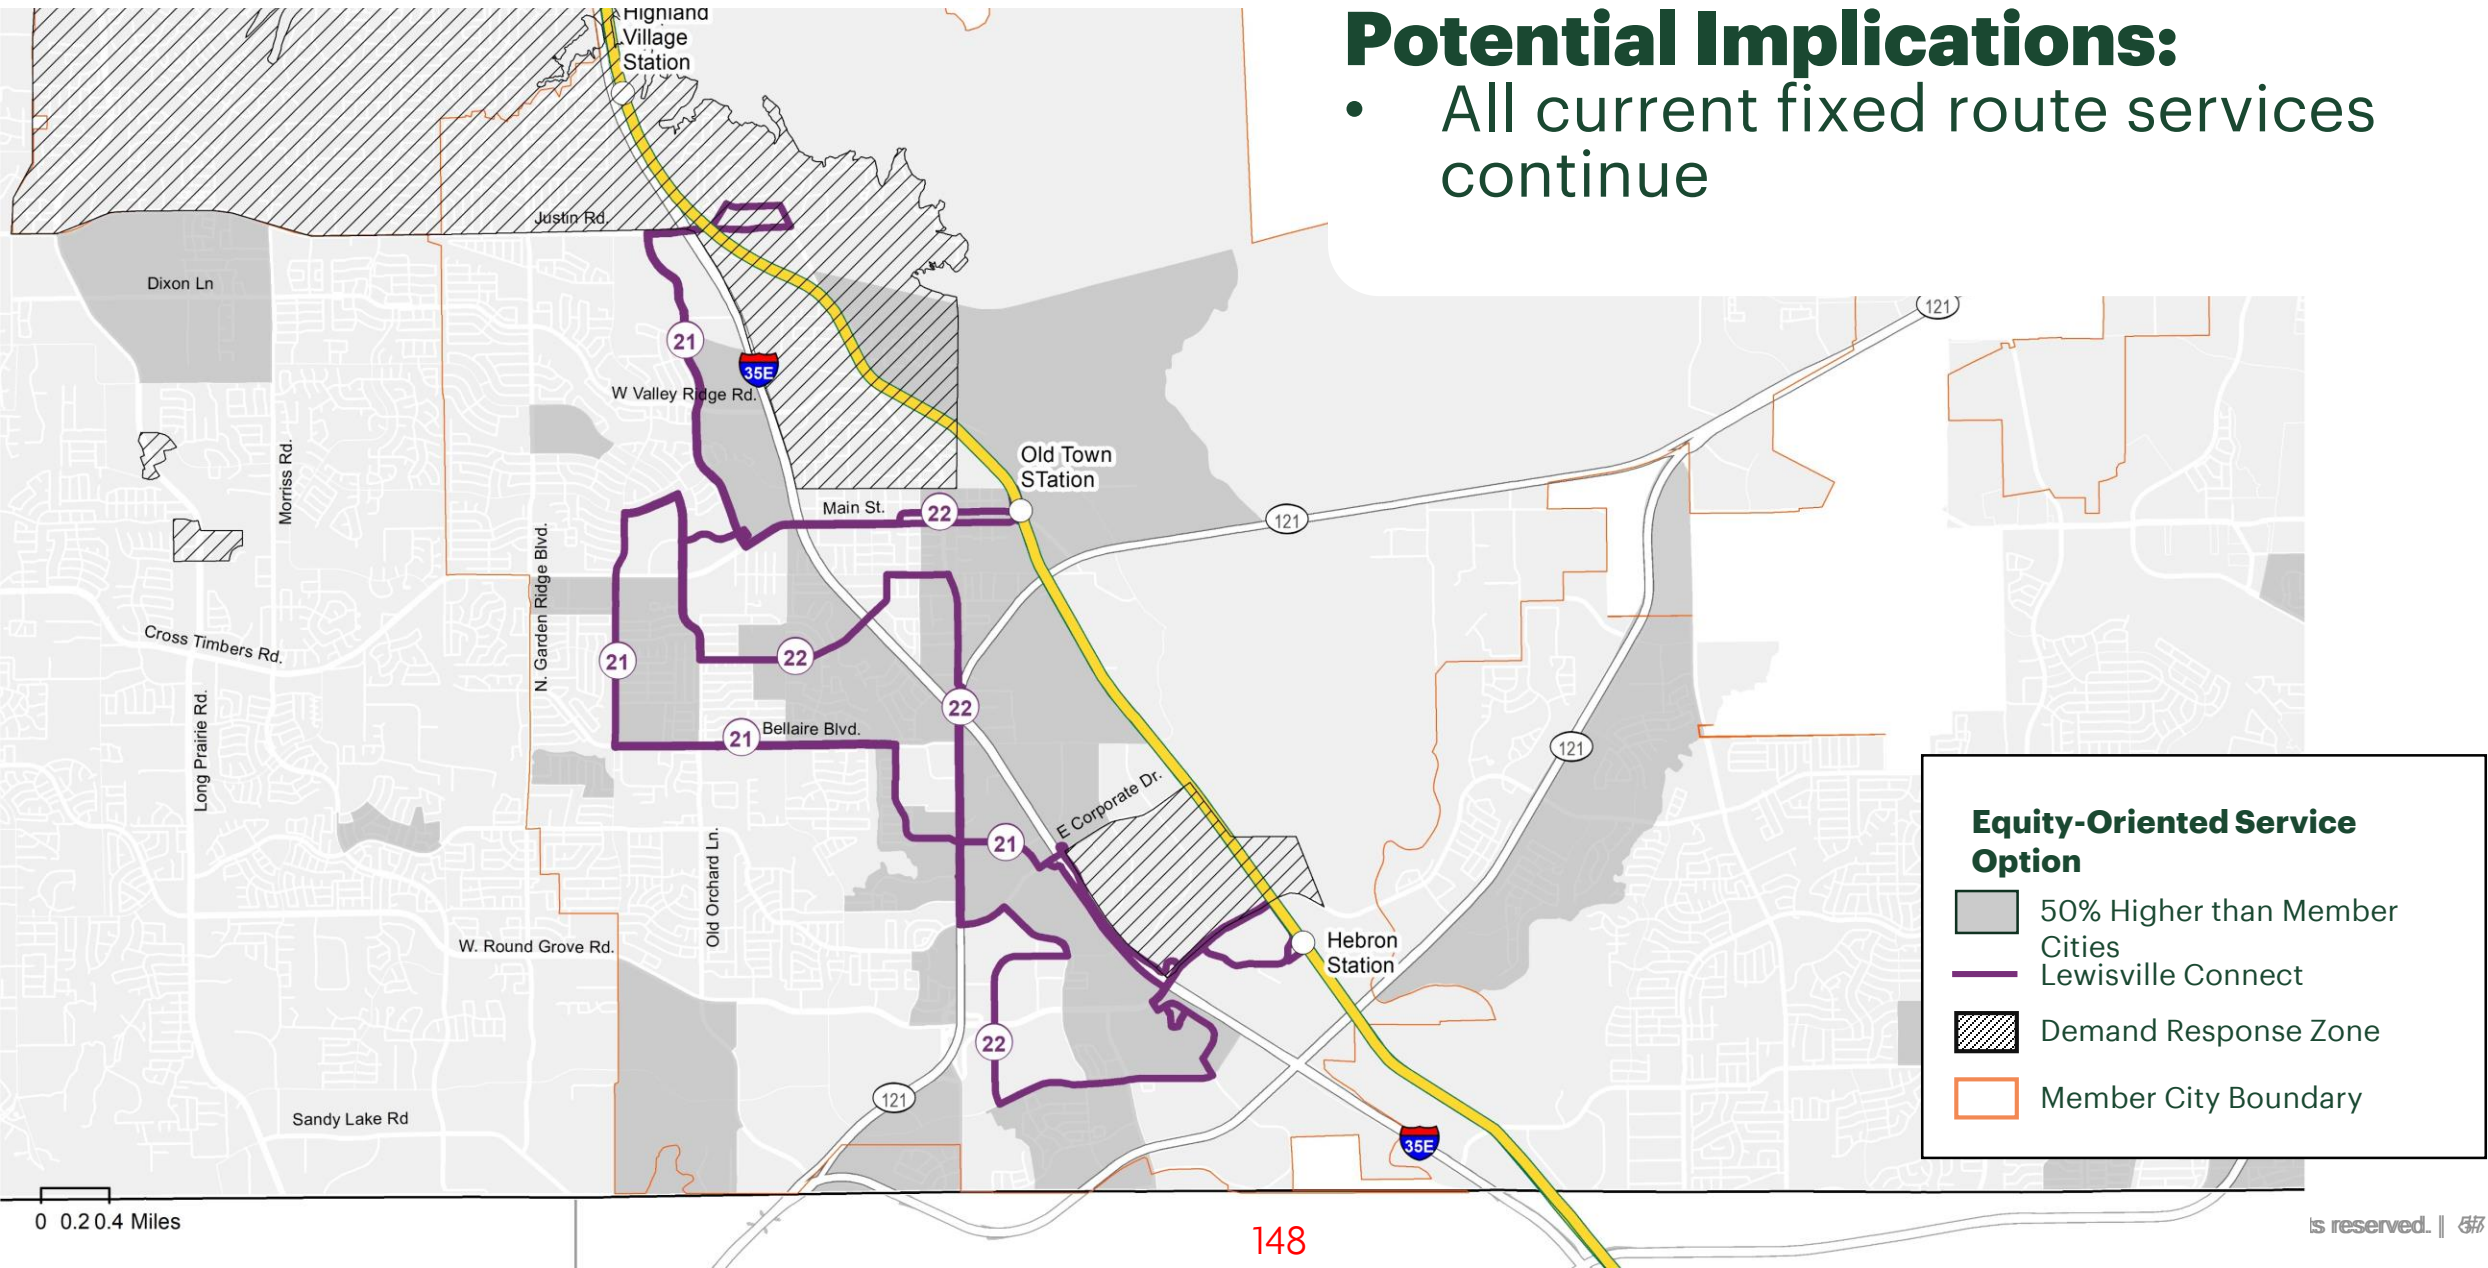 Highland
Village
Station
Potential Implications:
• All current fixed route services
continue
Justin Rd.
Dixon Ln
121
21
35E
W Valley Ridge Rd.
Old Town
STation
Morriss Rd.
Main St.
22
121
N. Garden Ridge Blvd.
Cross Timbers Rd.
21
22
Long Prairie Rd.
22
21
Bellaire Blvd.
121
E Corporate Dr.
21
Old Orchard Ln.
W. Round Grove Rd.
Hebron
Station
22
121
Sandy Lake Rd
35E
Equity-Oriented Service
Option
50% Higher than Member
Cities
Lewisville Connect
Demand Response Zone
Member City Boundary
0 0.2 0.4 Miles
148
s reserved. |